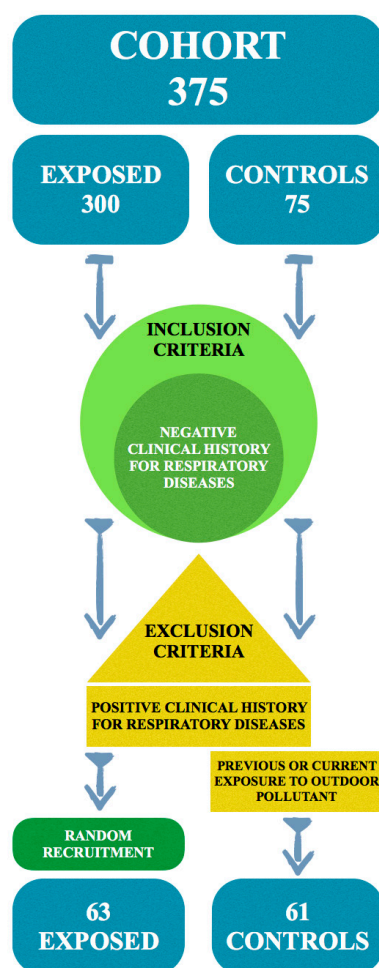 COHORT
375
EXPOSED
300
CONTROLS
75
INCLUSION
CRITERIA
NEGATIVE
CLINICAL HISTORY
FOR RESPIRATORY
DISEASES
EXCLUSION
CRITERIA
POSITIVE CLINICAL HISTORY
FOR RESPIRATORY DISEASES
PREVIOUS OR CURRENT
EXPOSURE TO OUTDOOR
POLLUTANT
RANDOM
RECRUITMENT
63
EXPOSED
61
CONTROLS